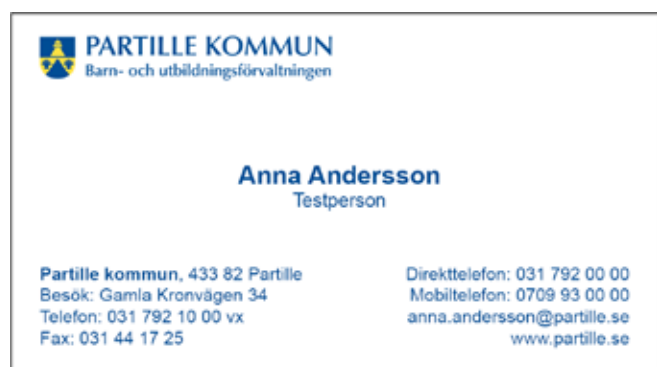 PARTILLE KOMMUN
Barn- och utbildningsförvaltningen
Anna Andersson
Testperson
Partille kommun, 433 82 Partille
Besök: Gamla Kronvägen 34
Telefon: 031 792 10 00 vx
Fax: 031 44 17 25
Direkttelefon: 031 792 00 00
Mobiltelefon: 0709 93 00 00
anna.andersson@partille.se
www.partille.se